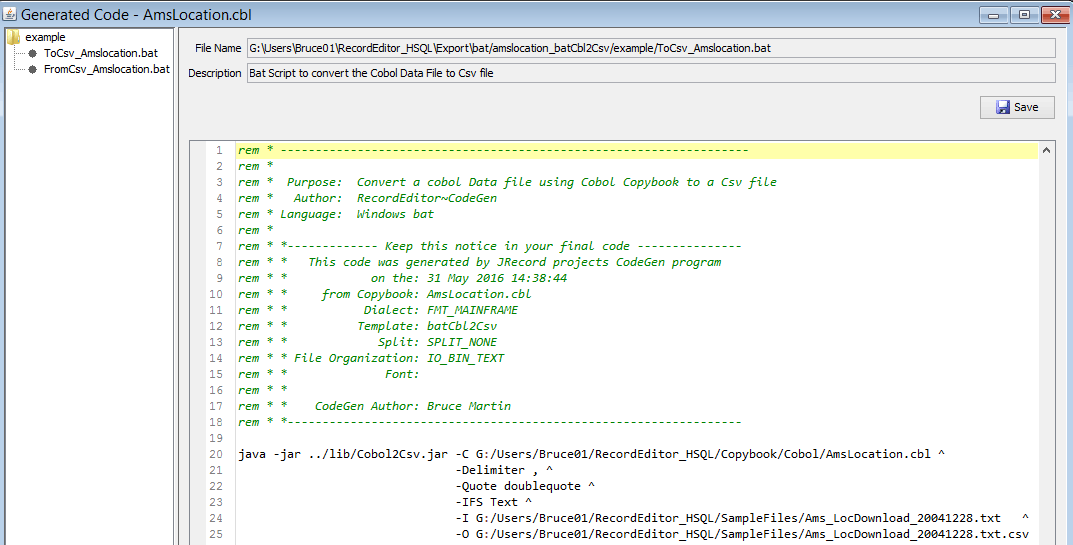 Generated Code - AmsLocation.cbl
example
ToCsv_Amslocation.bat
FromCsv_Amslocation.bat
File Name G:\Users\Bruce01\RecordEditor_HSQL\Export\bat/amslocation_batCbl2Csv/example/ToCsv_Amslocation.bat
Description Bat Script to convert the Cobol Data File to Csv file
Save
1 rem * -------------------------------------------------------------------
2 rem *
3 rem *  Purpose:  Convert a cobol Data file using Cobol Copybook to a Csv file
4 rem *   Author:  RecordEditor~CodeGen
5 rem * Language:  Windows bat
6 rem *
7 rem * *------------- Keep this notice in your final code ---------------
8 rem * *   This code was generated by JRecord projects CodeGen program
9 rem * *            on the: 31 May 2016 14:38:44
10 rem * *     from Copybook: AmsLocation.cbl
11 rem * *           Dialect: FMT_MAINFRAME
12 rem * *          Template: batCbl2Csv
13 rem * *             Split: SPLIT_NONE
14 rem * * File Organization: IO_BIN_TEXT
15 rem * *              Font:
16 rem * *
17 rem * *    CodeGen Author: Bruce Martin
18 rem * *-----------------------------------------------------------------
19
20 java -jar ../lib/Cobol2Csv.jar -C G:/Users/Bruce01/RecordEditor_HSQL/Copybook/Cobol/AmsLocation.cbl ^
21 -Delimiter , ^
22 -Quote doublequote ^
23 -IFS Text ^
24 -I G:/Users/Bruce01/RecordEditor_HSQL/SampleFiles/Ams_LocDownload_20041228.txt   ^
25 -O G:/Users/Bruce01/RecordEditor_HSQL/SampleFiles/Ams_LocDownload_20041228.txt.csv